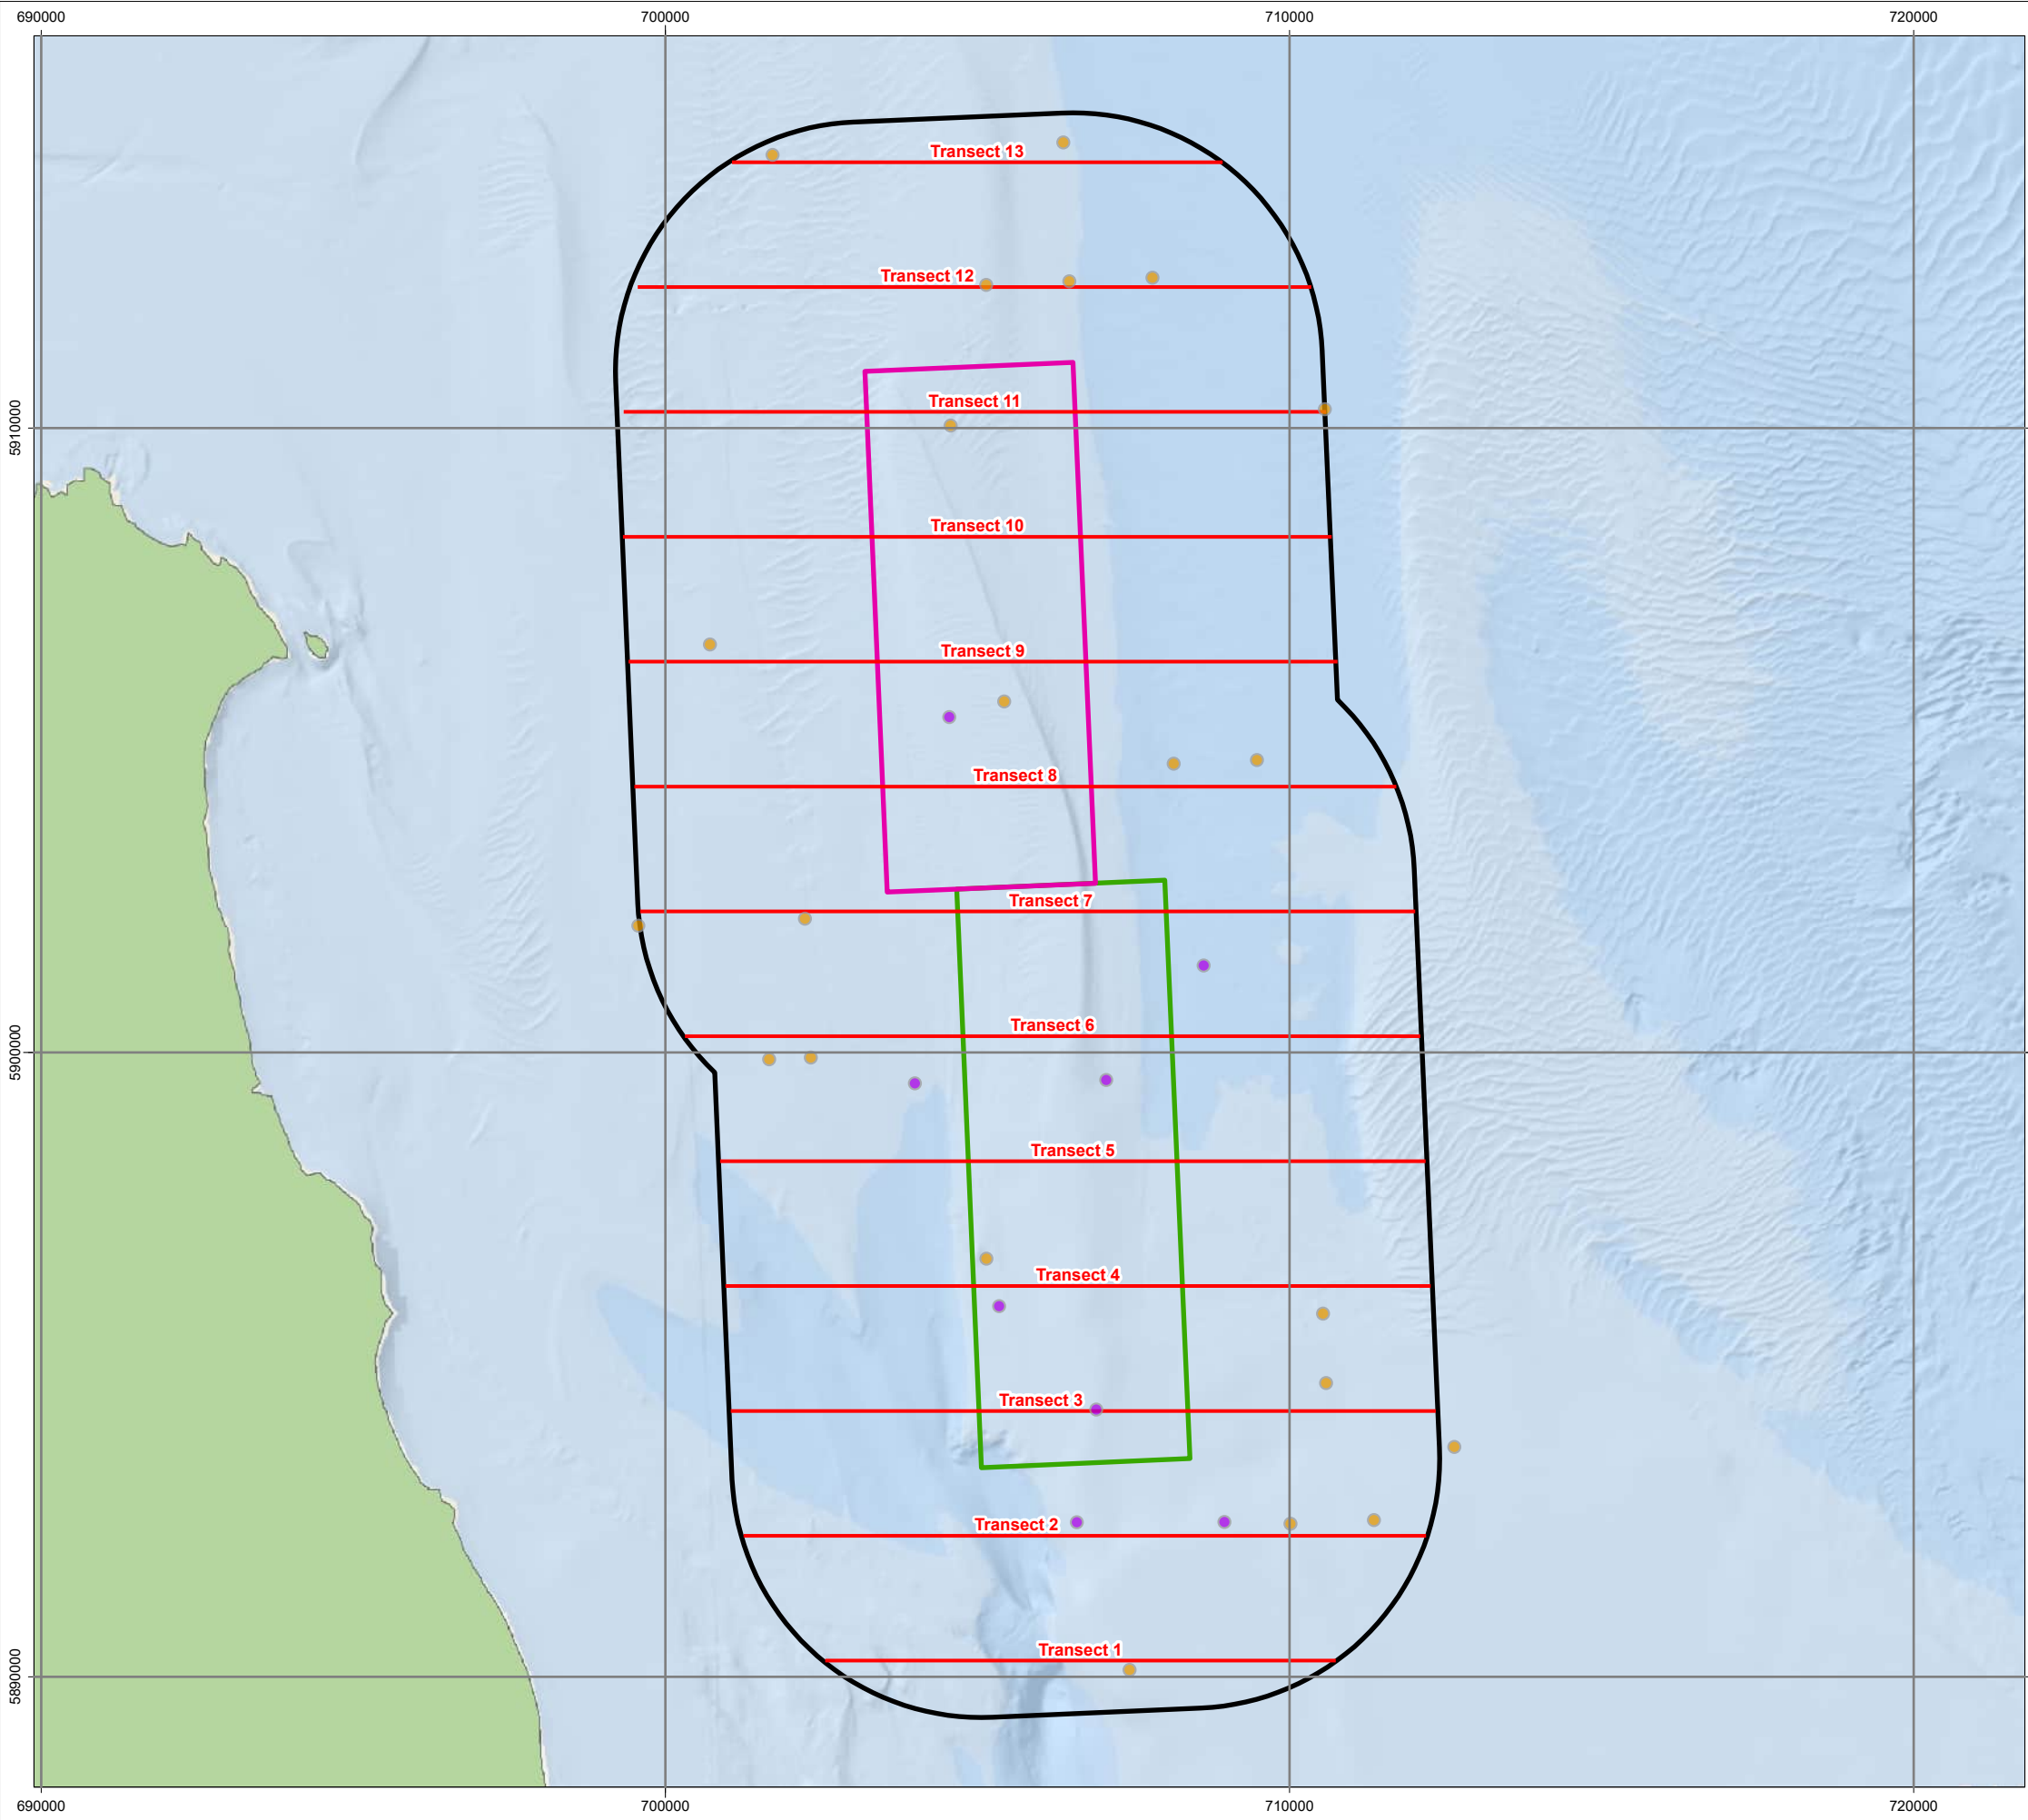 690000 700000 710000 720000
Transect 13
Transect 12
Transect 11
5910000
Transect 10
Transect 9
Transect 8
Transect 7
Transect 6
5900000
Transect 5
Transect 4
Transect 3
Transect 2
Transect 1
5890000
690000 700000 710000 720000